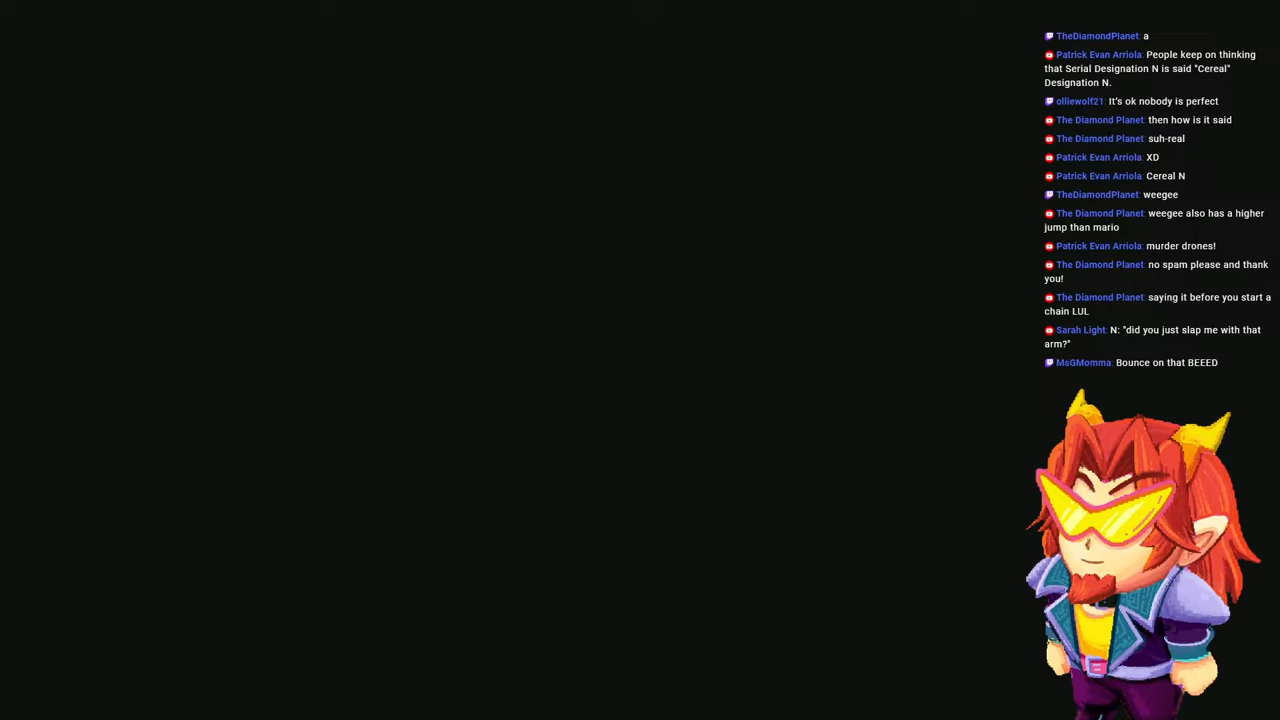 TheDiamondPlanet: a
Patrick Evan Arriola: People keep on thinking
that Serial Designation N is said "Cereal"
Designation N.
olliewolf21: It's ok nobody is perfect
The Diamond Planet: then how is it said
The Diamond Planet: suh-real
Patrick Evan Arriola: XD
Patrick Evan Arriola: Cereal N
TheDiamondPlanet: weegee
The Diamond Planet: weegee also has a higher
jump than mario
Patrick Evan Arriola: murder drones!
The Diamond Planet: no spam please and thank
you!
The Diamond Planet: saying it before you start a
chain LUL
Sarah Light: N: "did you just slap me with that
arm?"
MsGMomma: Bounce on that BEEED